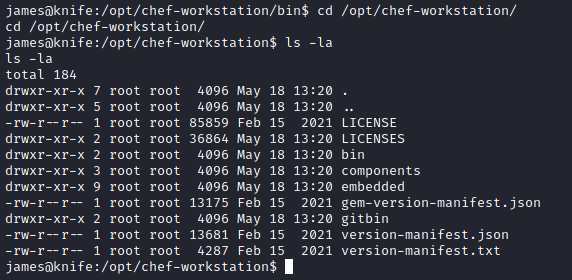 james@knife:/opt/chef-workstation/bin$ cd /opt/chef-workstation/
cd /opt/chef-workstation/
james@knife:/opt/chef-workstation$ ls -la
ls -la
total 184
drwxr-xr-x 7 root root  4096 May 18 13:20 .
drwxr-xr-x 5 root root  4096 May 18 13:20 ..
-rw-r--r-- 1 root root 85859 Feb 15  2021 LICENSE
drwxr-xr-x 2 root root 36864 May 18 13:20 LICENSES
drwxr-xr-x 2 root root  4096 May 18 13:20 bin
drwxr-xr-x 3 root root  4096 May 18 13:20 components
drwxr-xr-x 9 root root  4096 May 18 13:20 embedded
-rw-r--r-- 1 root root 13175 Feb 15  2021 gem-version-manifest.json
drwxr-xr-x 2 root root  4096 May 18 13:20 gitbin
-rw-r--r-- 1 root root 13681 Feb 15  2021 version-manifest.json
-rw-r--r-- 1 root root  4287 Feb 15  2021 version-manifest.txt
james@knife:/opt/chef-workstation$